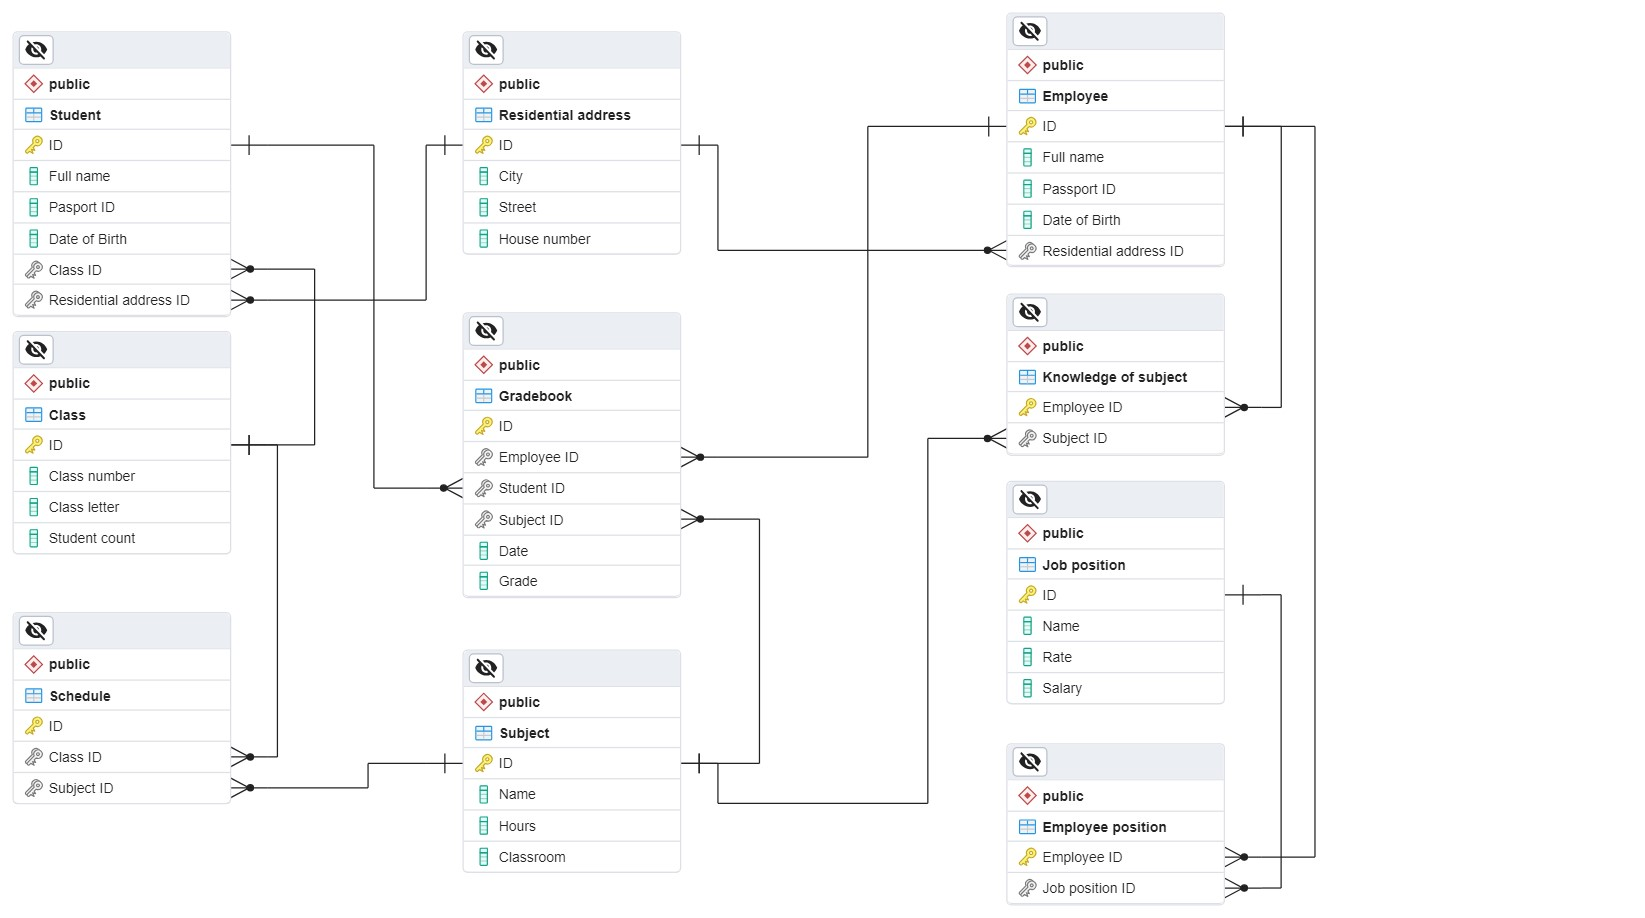 public
Student
ID
Full name
Pasport ID
Date of Birth
Class ID
Residential address ID
public
Class
ID
Class number
Class letter
Student count
public
Schedule
ID
Class ID
Subject ID
public
Residential address
ID
City
Street
House number
public
Gradebook
ID
Employee ID
Student ID
Subject ID
Date
Grade
public
Subject
ID
Name
Hours
Classroom
public
Employee
ID
Full name
Passport ID
Date of Birth
Residential address ID
public
Knowledge of subject
Employee ID
Subject ID
public
Job position
ID
Name
Rate
Salary
public
Employee position
Employee ID
Job position ID